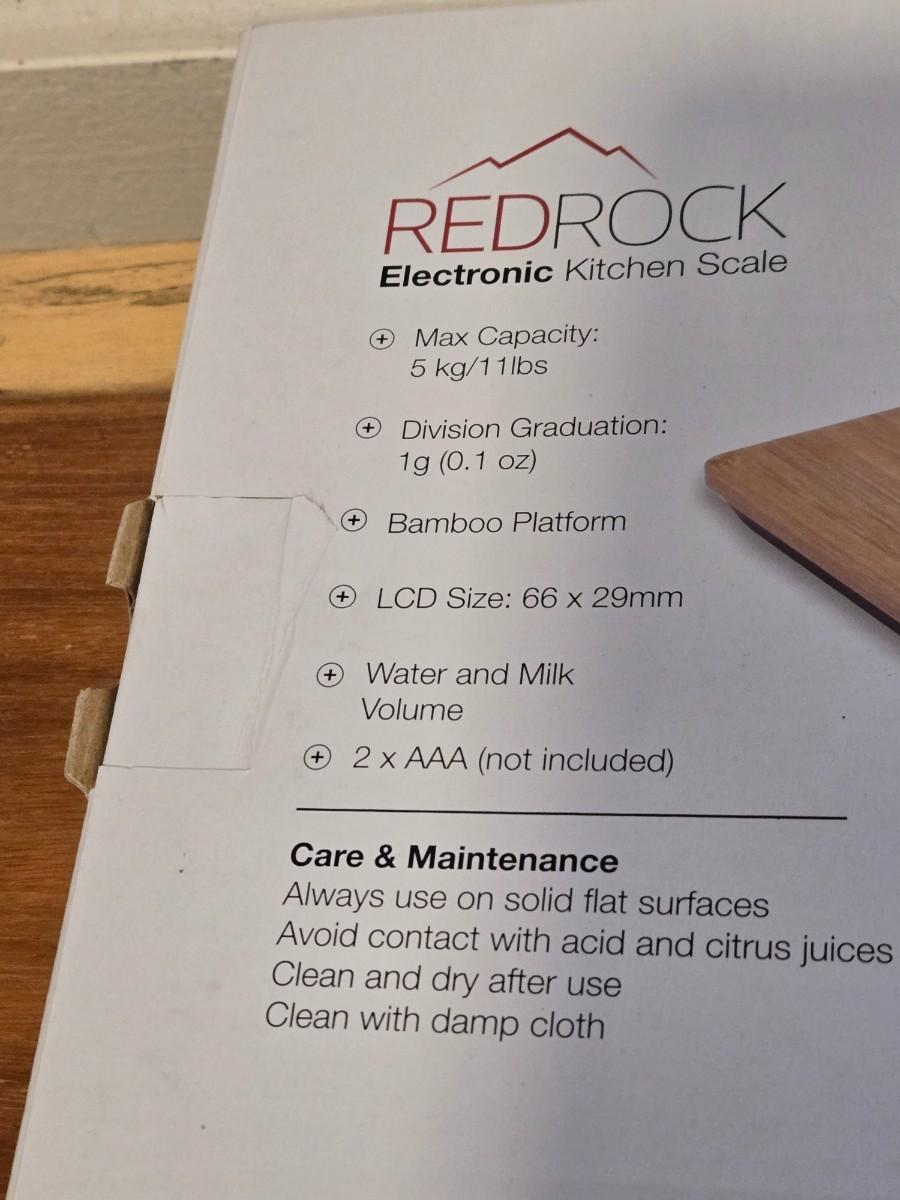 REDROCK
Electronic Kitchen Scale
Max Capacity:
5 kg/11lbs
Division Graduation:
1g (0.1 oz)
Bamboo Platform
LCD Size: 66 x 29mm
Water and Milk
Volume
2 x AAA (not included)
Care & Maintenance
Always use on solid flat surfaces
Avoid contact with acid and citrus juices
Clean and dry after use
Clean with damp cloth